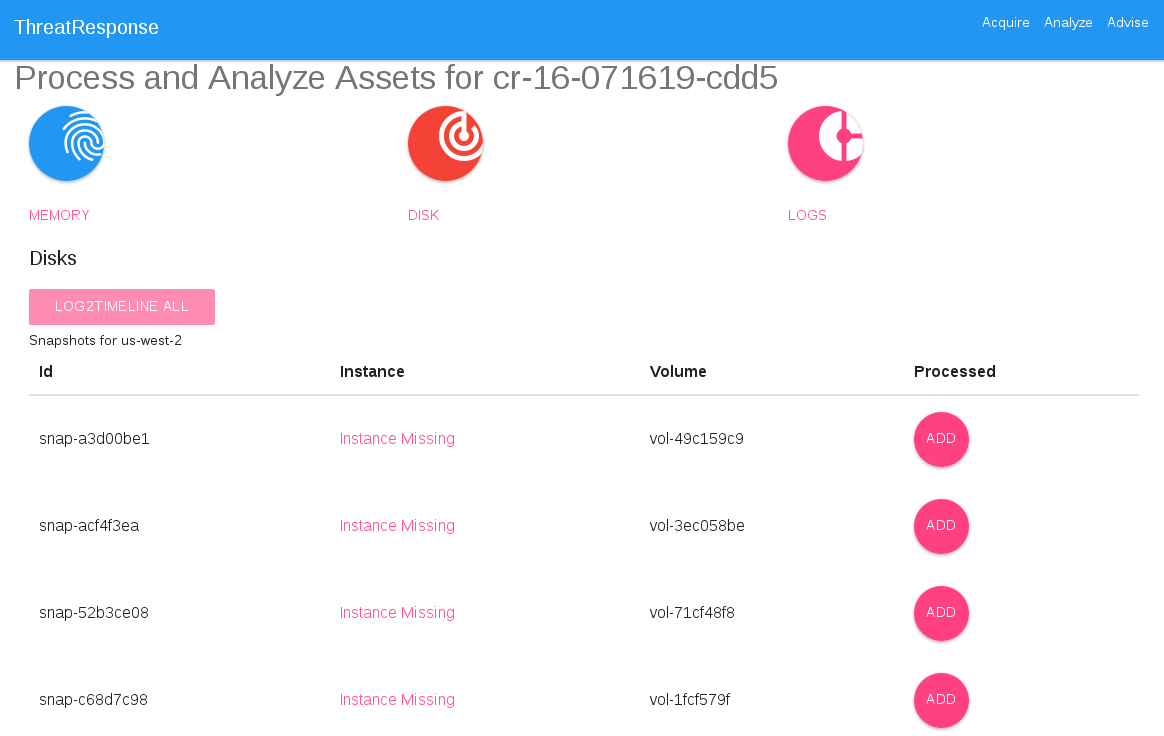 ThreatResponse
Acquire Analyze Advise
Process and Analyze Assets for cr-16-071619-cdd5
MEMORY DISK LOGS
Disks
LOG2TIMELINE ALL
Snapshots for us-west-2
Id Instance Volume Processed
snap-a3d00be1 Instance Missing vol-49c159c9 ADD
snap-acf4f3ea Instance Missing vol-3ec058be ADD
snap-52b3ce08 Instance Missing vol-71cf48f8 ADD
snap-c68d7c98 Instance Missing vol-1fcf579f ADD